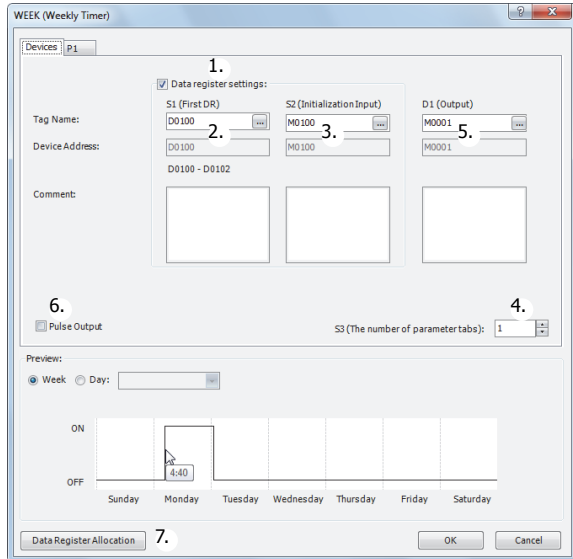 WEEK (Weekly Timer)
Devices P1
1.
Data register settings:
S1 (First DR) S2 (Initialization Input) D1 (Output)
Tag Name: D0100 ... M0100 ... M0001 ...
2. 3. 5.
Device Address: D0100 M0100 M0001
D0100 - D0102
Comment:
6. 4.
Pulse Output S3 (The number of parameter tabs): 1
Preview:
Week Day:
ON
4:40
OFF
Sunday Monday Tuesday Wednesday Thursday Friday Saturday
Data Register Allocation 7. OK Cancel